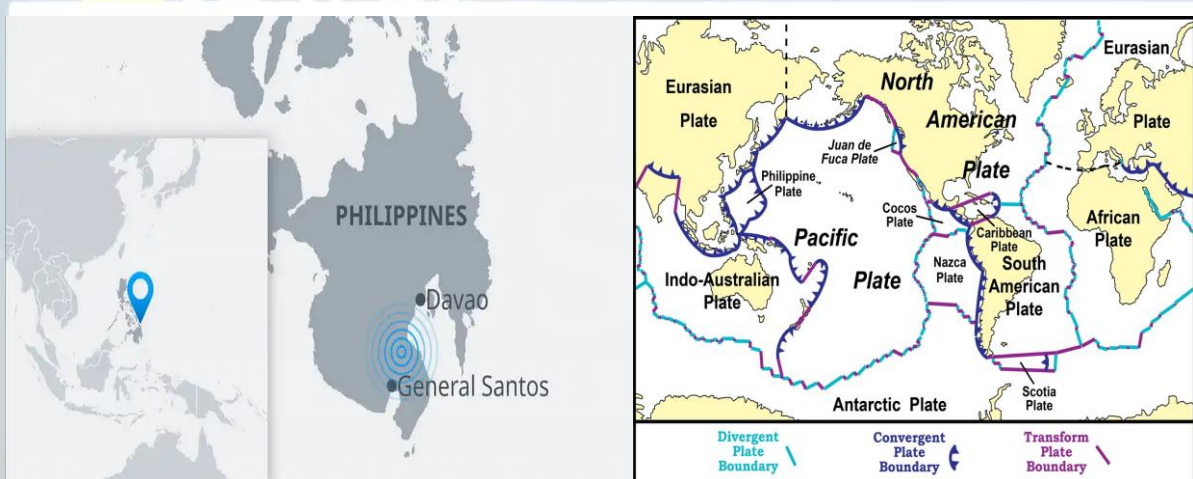 PHILIPPINES
Davao
General Santos
Eurasian
Plate
North
American
Plate
Juan de
Fuca Plate
Philippine
Plate
Pacific
Plate
Cocos
Plate
Caribbean
Plate
Nazca
Plate
South
American
Plate
Indo-Australian
Plate
Eurasian
Plate
African
Plate
Antarctic Plate
Scotia
Plate
Divergent
Plate
Boundary
Convergent
Plate
Boundary
Transform
Plate
Boundary